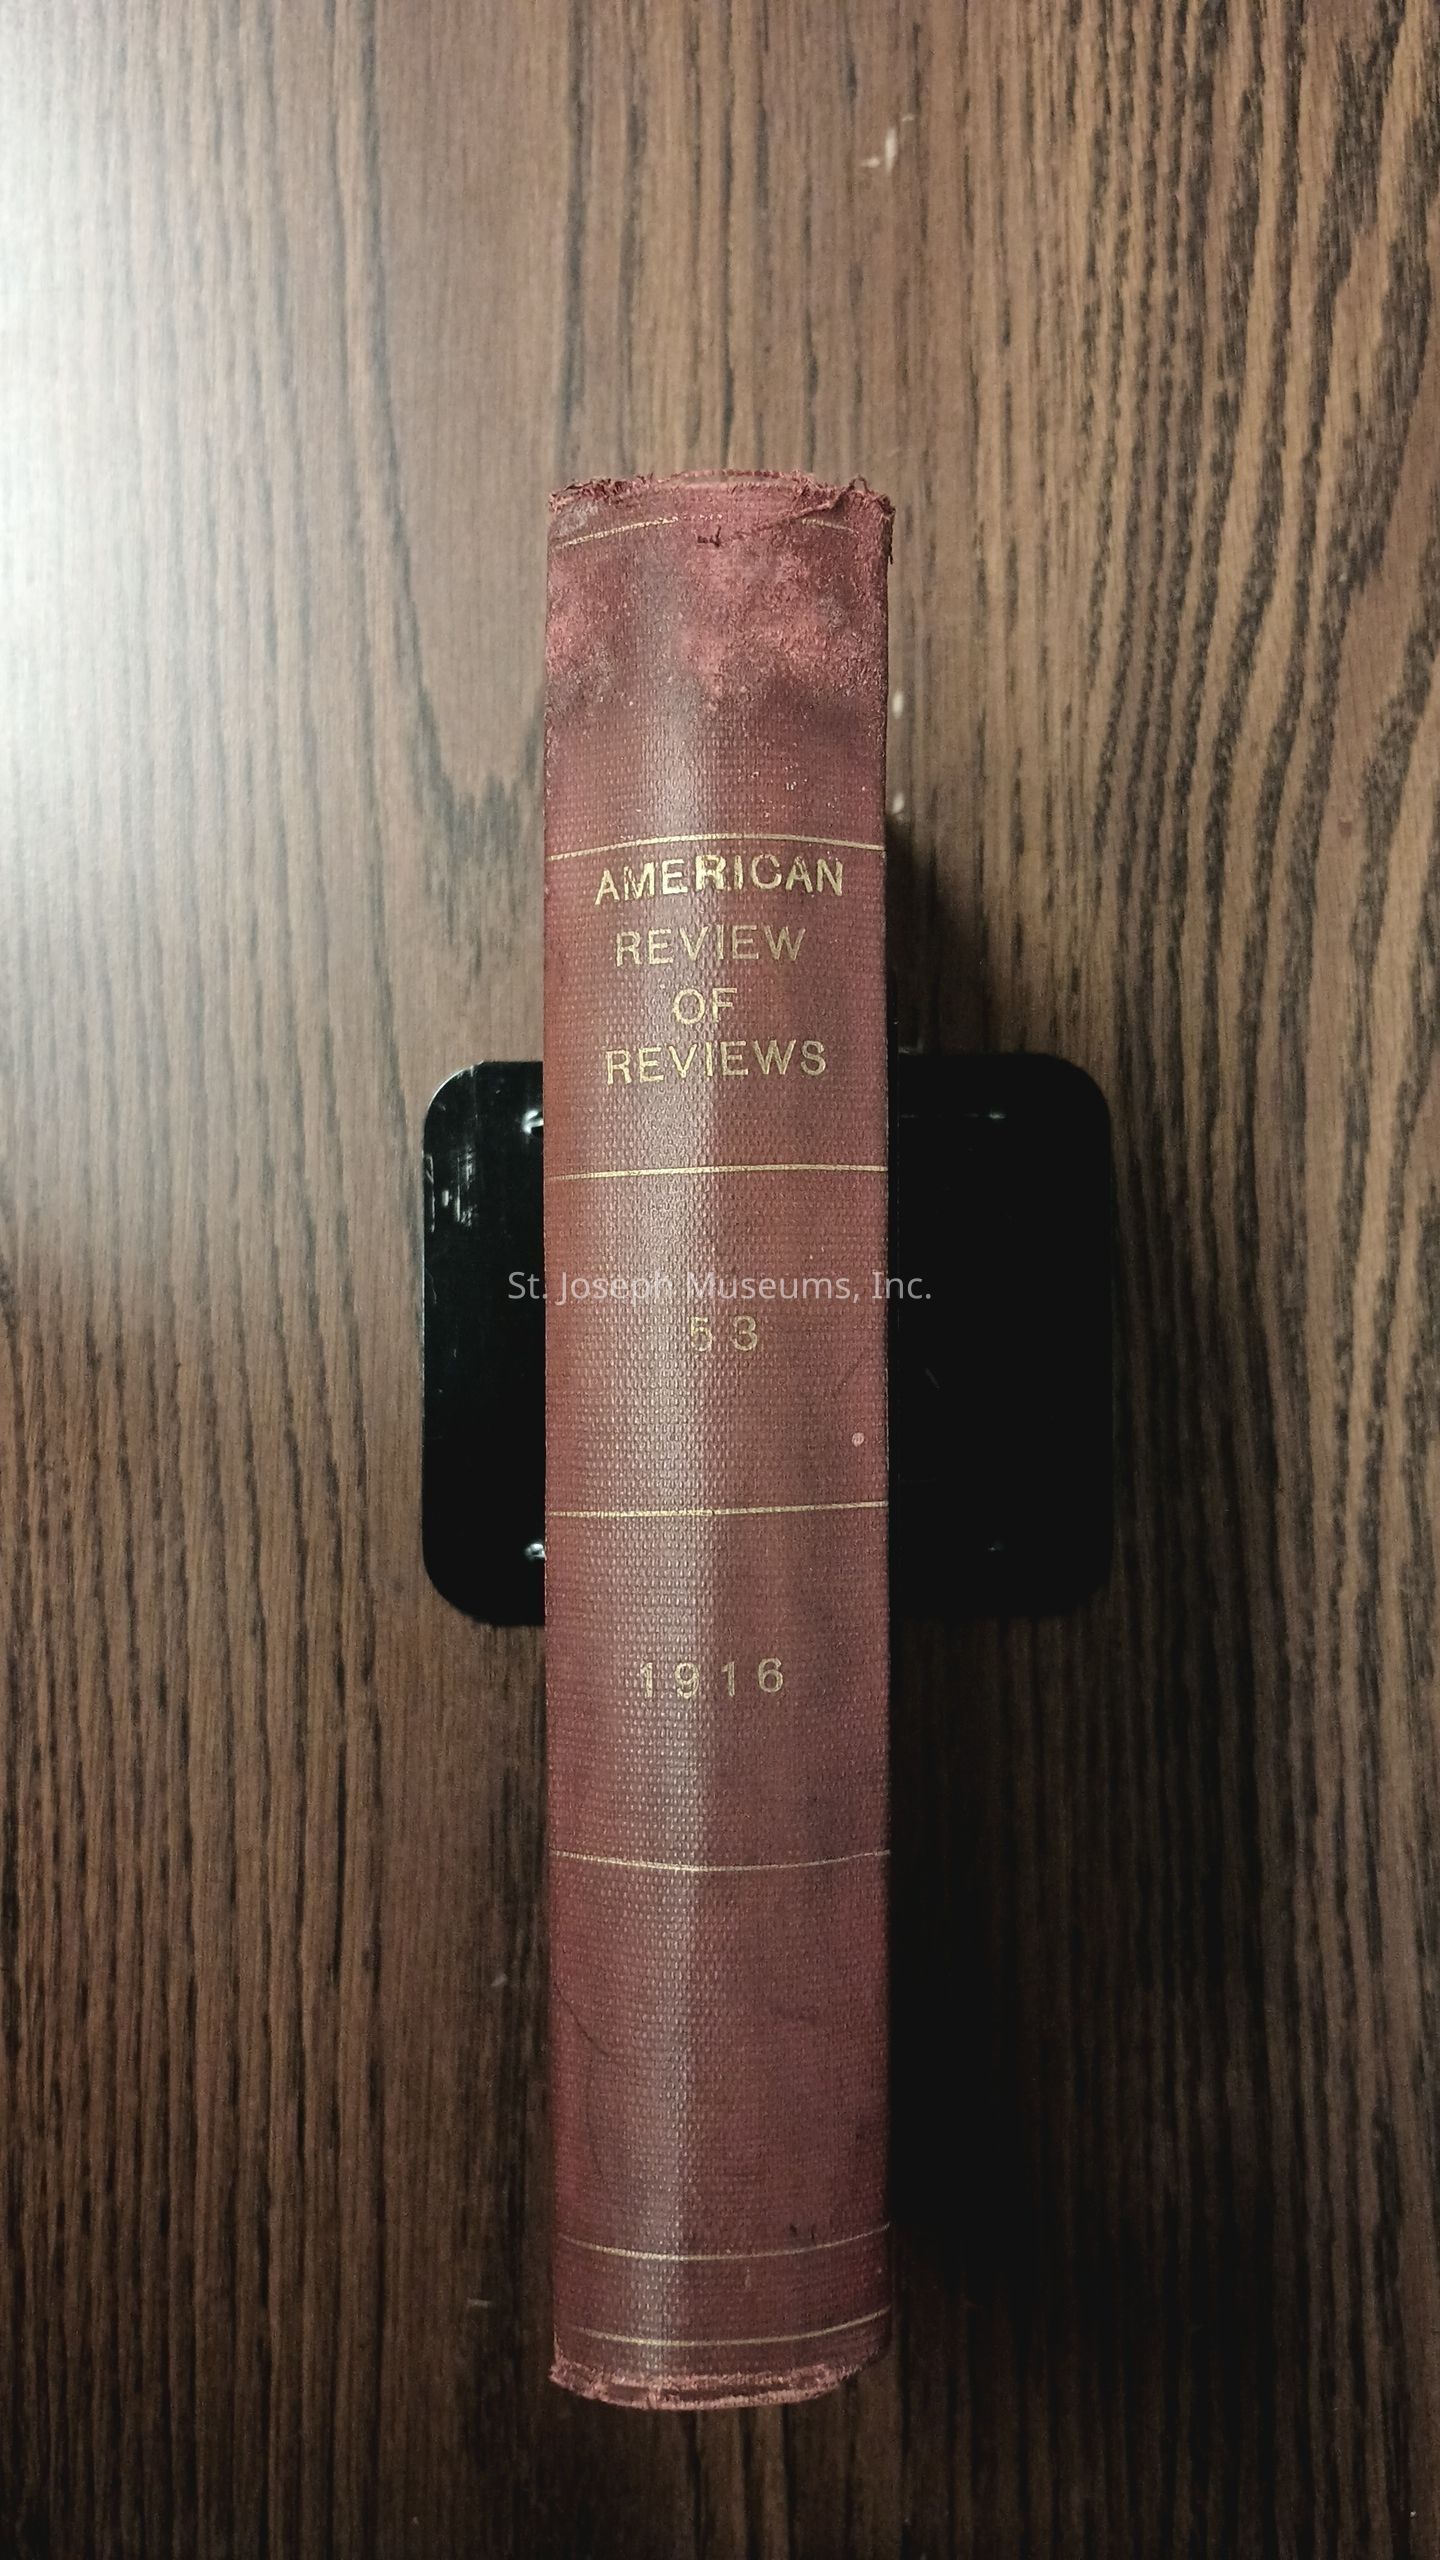 AMERICAN
REVIEW
OF
REVIEWS
St. Joseph Museums, Inc.
53
1916